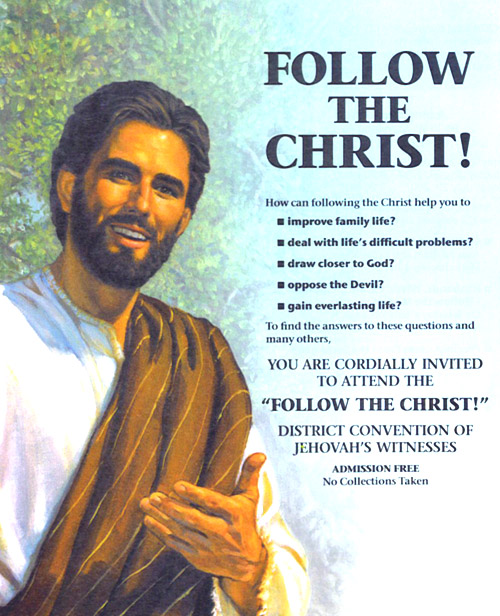 FOLLOW
THE
CHRIST!
How can following the Christ help you to
■ improve family life?
■ deal with life's difficult problems?
■ draw closer to God?
■ oppose the Devil?
■ gain everlasting life?
To find the answers to these questions and
many others,
YOU ARE CORDIALLY INVITED
TO ATTEND THE
“FOLLOW THE CHRIST!”
DISTRICT CONVENTION OF
JEHOVAH'S WITNESSES
ADMISSION FREE
No Collections Taken